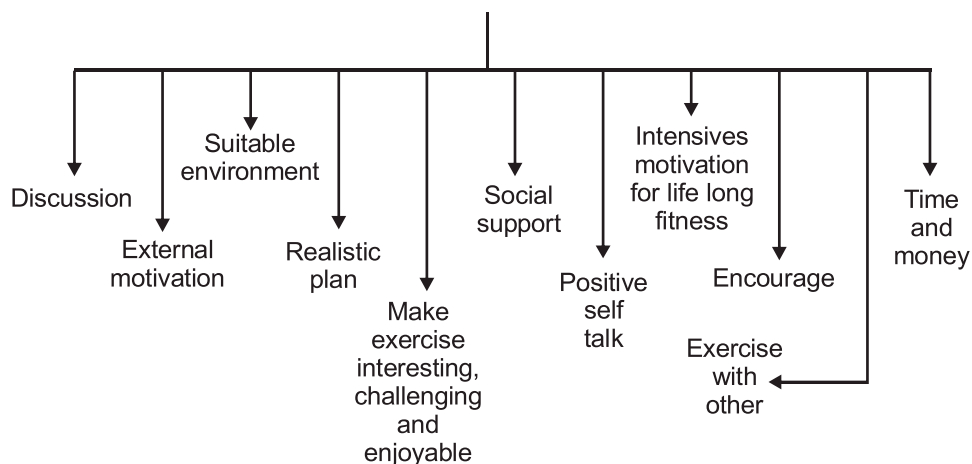 Discussion
External
motivation
Suitable
environment
Realistic
plan
Make
exercise
interesting,
challenging
and
enjoyable
Social
support
Positive
self
talk
Intensives
motivation
for life long
fitness
Encourage
Exercise
with
other
Time
and
money